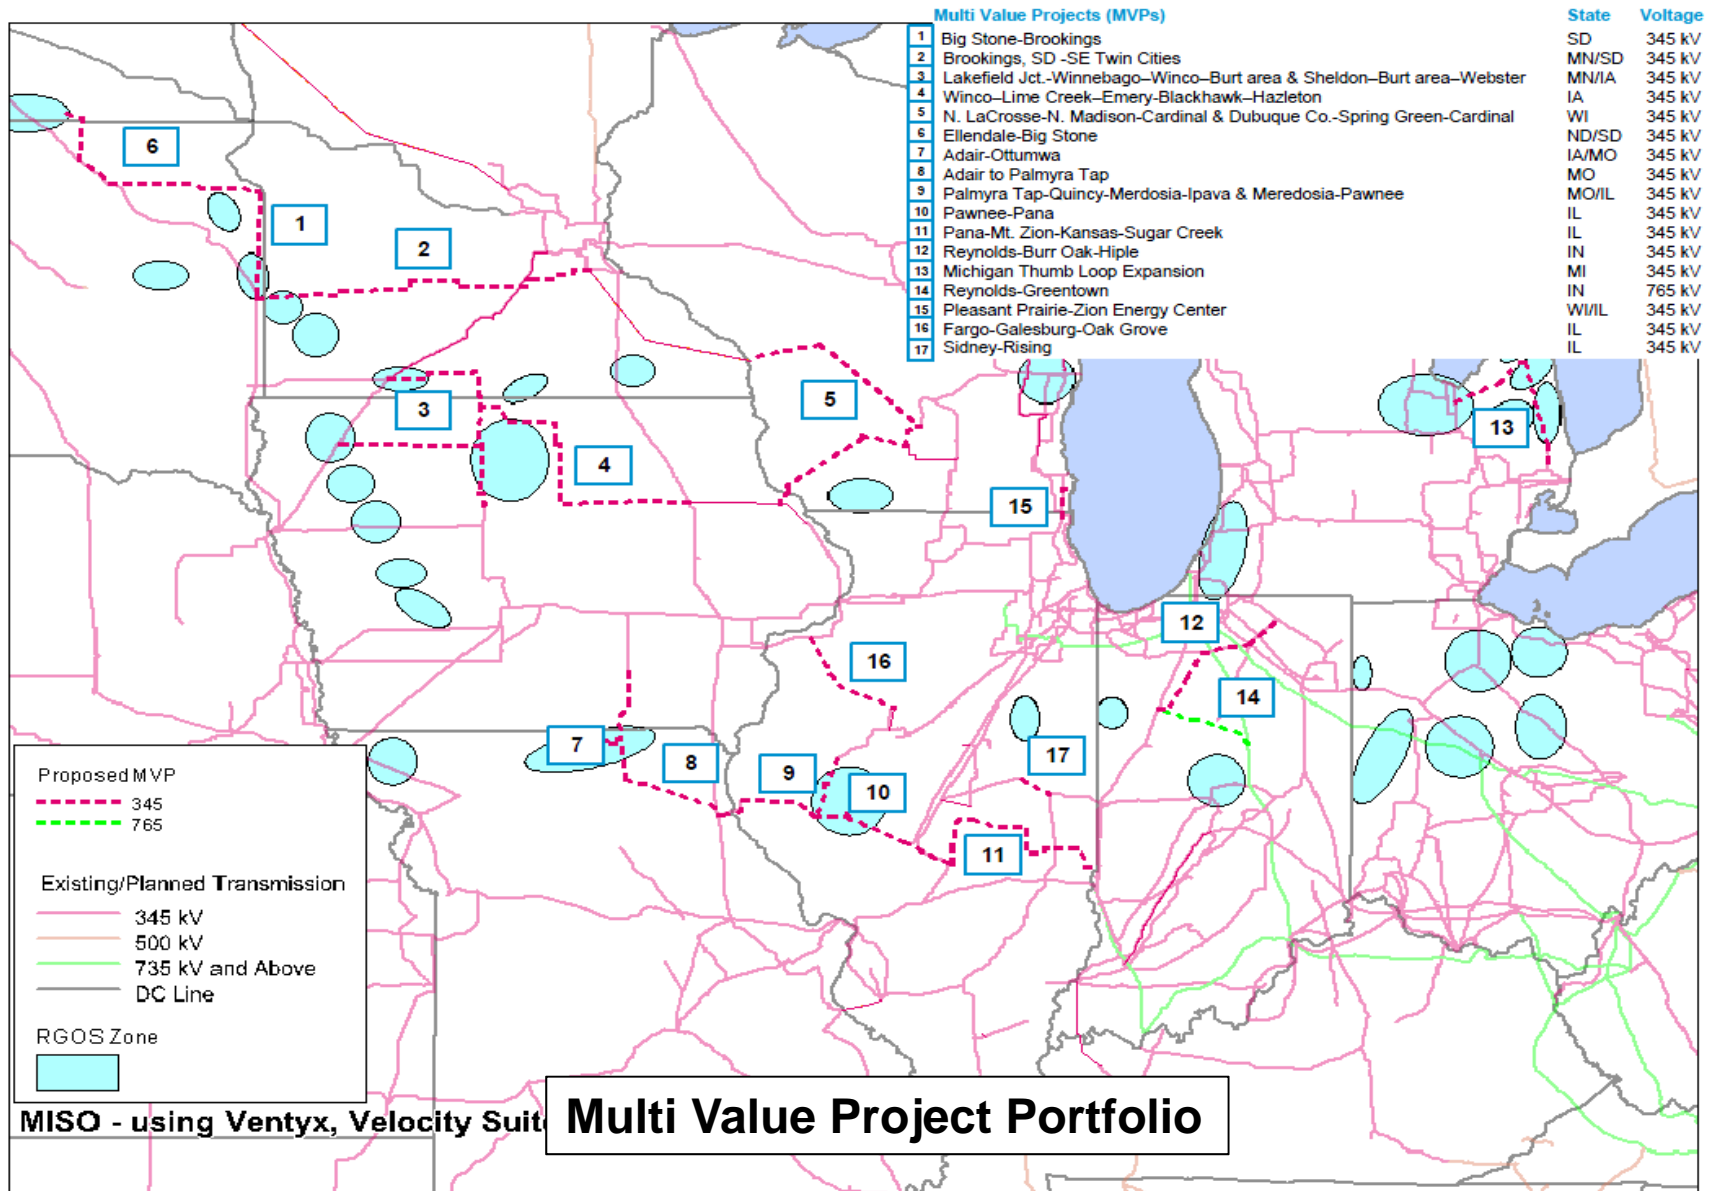 Multi Value Projects (MVPs) State Voltage
1 Big Stone-Brookings SD 345 kV
2 Brookings, SD -SE Twin Cities MN/SD 345 kV
3 Lakefield Jct.-Winnebago–Winco–Burt area & Sheldon–Burt area–Webster MN/IA 345 kV
4 Winco–Lime Creek–Emery-Blackhawk–Hazleton IA 345 kV
5 N. LaCrosse-N. Madison-Cardinal & Dubuque Co.-Spring Green-Cardinal WI 345 kV
6 Ellendale-Big Stone ND/SD 345 kV
7 Adair-Ottumwa IA/MO 345 kV
8 Adair to Palmyra Tap MO 345 kV
9 Palmyra Tap-Quincy-Merdosia-Ipava & Meredosia-Pawnee MO/IL 345 kV
10 Pawnee-Pana IL 345 kV
11 Pana-Mt. Zion-Kansas-Sugar Creek IL 345 kV
12 Reynolds-Burr Oak-Hiple IN 345 kV
13 Michigan Thumb Loop Expansion MI 345 kV
14 Reynolds-Greentown IN 765 kV
15 Pleasant Prairie-Zion Energy Center WI/IL 345 kV
16 Fargo-Galesburg-Oak Grove IL 345 kV
17 Sidney-Rising IL 345 kV
6
1
2
3
5
13
4
15
12
16
14
7
17
8
9
10
11
Proposed MVP
345
765
Existing/Planned Transmission
345 kV
500 kV
735 kV and Above
DC Line
RGOS Zone
MISO - using Ventyx, Velocity Suite
Multi Value Project Portfolio